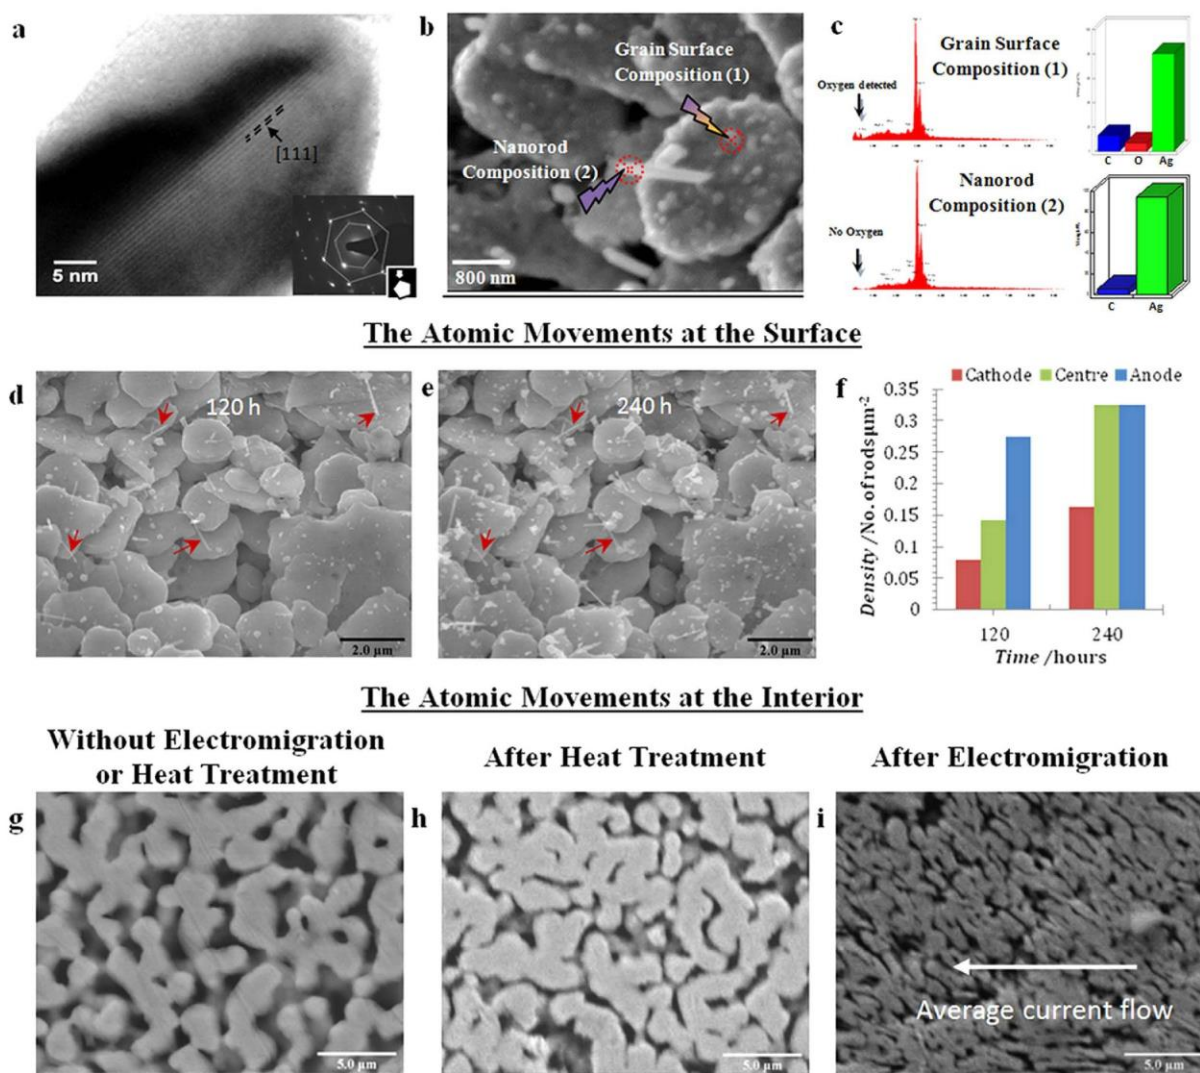 a
[111]
5 nm
b
Grain Surface
Composition (1)
Nanorod
Composition (2)
800 nm
c
Grain Surface
Composition (1)
Oxygen detected
C O Ag
Nanorod
Composition (2)
No Oxygen
C Ag
The Atomic Movements at the Surface
d
120 h
2.0 µm
e
240 h
2.0 µm
f
Cathode Centre Anode
0.35
0.3
0.25
0.2
0.15
0.1
0.05
0
Density / No. of rods µm-2
120 240
Time /hours
The Atomic Movements at the Interior
Without Electromigration
or Heat Treatment
After Heat Treatment
After Electromigration
g
5.0 µm
h
5.0 µm
i
Average current flow
5.0 µm